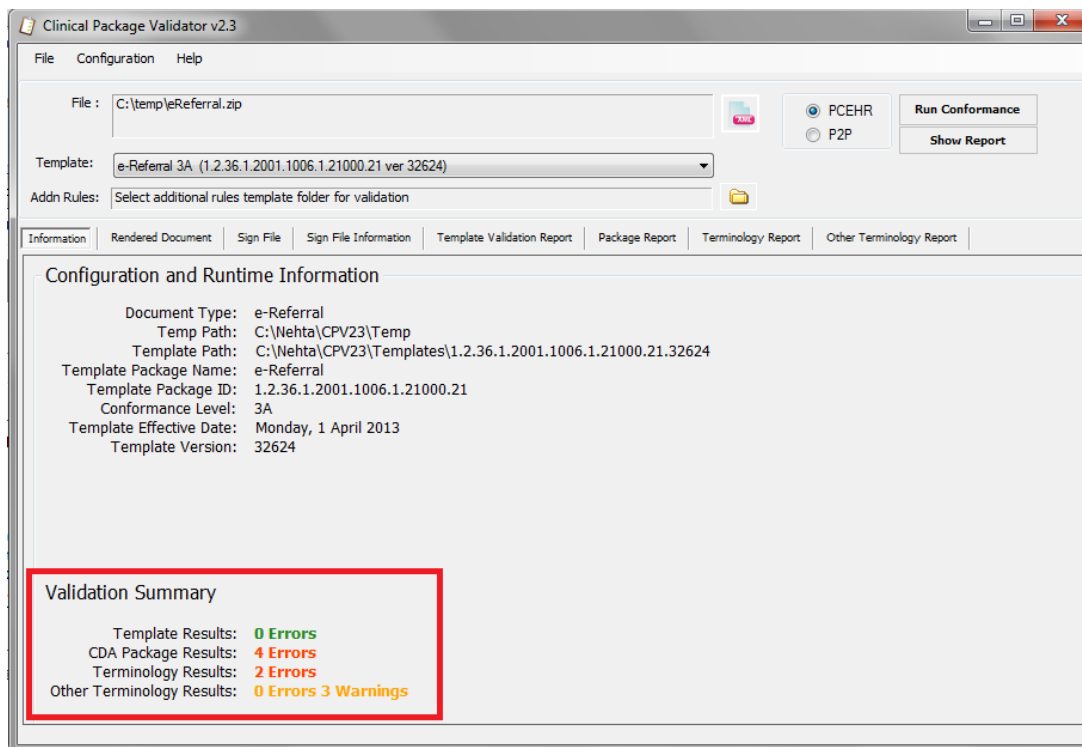 Clinical Package Validator v2.3
File Configuration Help
File : C:\temp\eReferral.zip
XML
PCEHR
P2P
Run Conformance
Show Report
Template: e-Referral 3A (1.2.36.1.2001.1006.1.21000.21 ver 32624)
Addn Rules: Select additional rules template folder for validation
Information Rendered Document Sign File Sign File Information Template Validation Report Package Report Terminology Report Other Terminology Report
Configuration and Runtime Information
Document Type: e-Referral
Temp Path: C:\Nehta\CPV23\Temp
Template Path: C:\Nehta\CPV23\Templates\1.2.36.1.2001.1006.1.21000.21.32624
Template Package Name: e-Referral
Template Package ID: 1.2.36.1.2001.1006.1.21000.21
Conformance Level: 3A
Template Effective Date: Monday, 1 April 2013
Template Version: 32624
Validation Summary
Template Results: 0 Errors
CDA Package Results: 4 Errors
Terminology Results: 2 Errors
Other Terminology Results: 0 Errors 3 Warnings